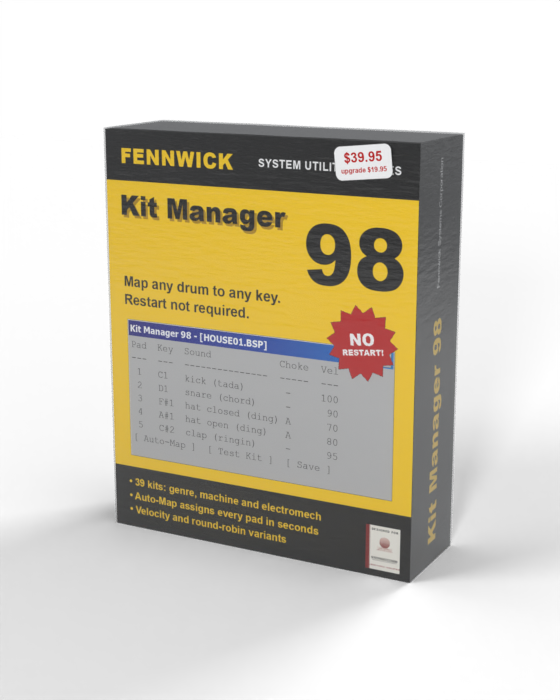 FENNWICK
SYSTEM UTILIT
$39.95
upgrade $19.95
Kit Manager
98
Map any drum to any key.
Restart not required.
NO
RESTART!
Kit Manager 98 - [HOUSE01.BSP]
Pad Key Sound Choke Vel
--- --- --------------- ----- ---
1 C1 kick (tada) - 100
2 D1 snare (chord) - 90
3 F#1 hat closed (ding) A 70
4 A#1 hat open (ding) A 80
5 C#2 clap (ringin) - 95
[ Auto-Map ] [ Test Kit ] [ Save ]
• 39 kits: genre, machine and electromech
• Auto-Map assigns every pad in seconds
• Velocity and round-robin variants
Kit Manager 98